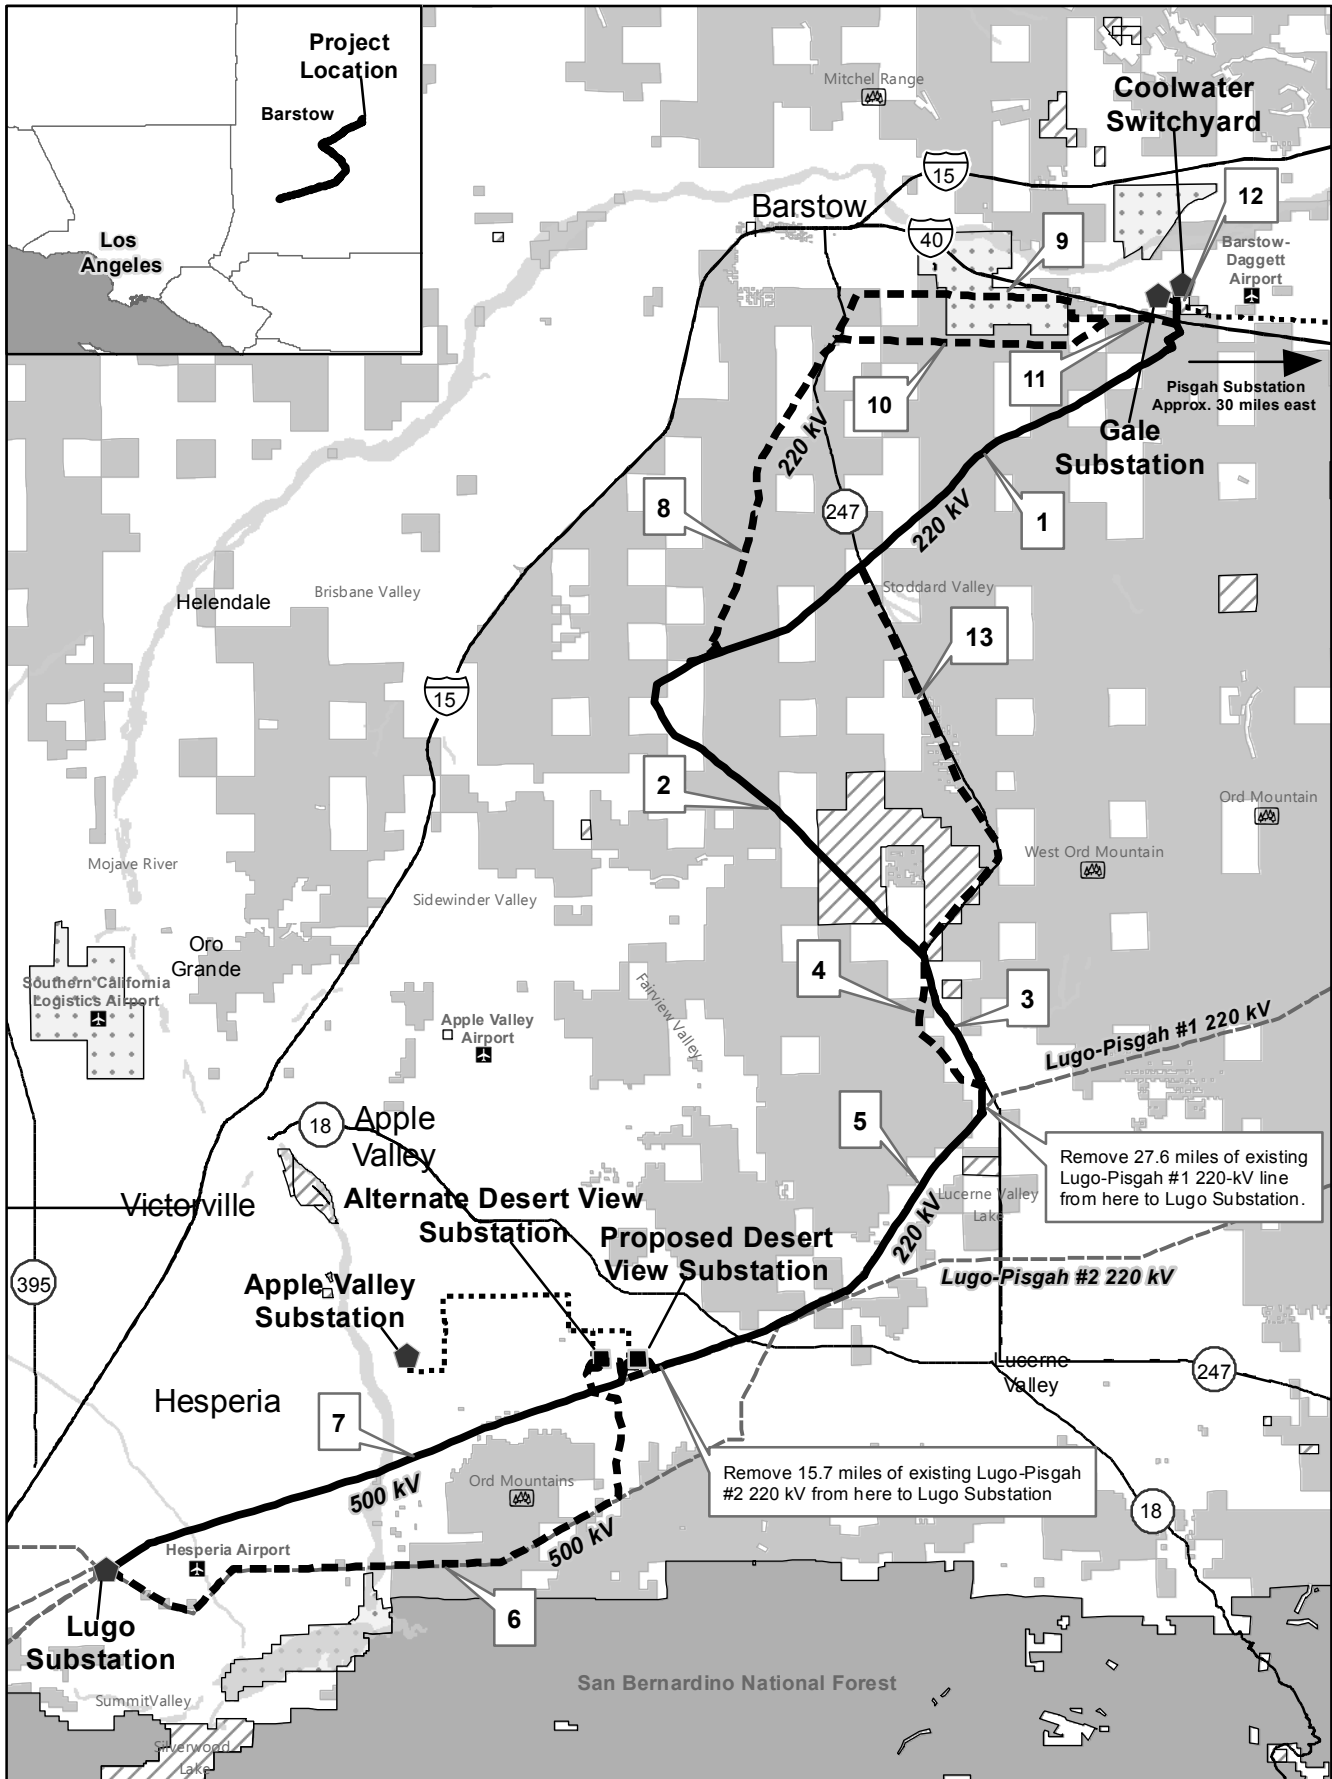 Project
Location
Barstow
Los
Angeles
Mitchel Range
Coolwater
Switchyard
15
Barstow
40
9
12
Barstow-
Daggett
Airport
10
11
Pisgah Substation
Approx. 30 miles east
Gale
Substation
220 kV
8
247
220 kV
1
Stoddard Valley
Brisbane Valley
Helendale
13
15
2
Ord Mountain
West Ord Mountain
Mojave River
Sidewinder Valley
Oro
Grande
Southern California
Logistics Airport
4
3
Fairview Valley
Apple Valley
Airport
Lugo-Pisgah #1 220 kV
18
Apple
Valley
5
Remove 27.6 miles of existing
Lugo-Pisgah #1 220-kV line
from here to Lugo Substation.
Victorville
Alternate Desert View
Substation
Lucerne Valley
Lake
220 kV
Proposed Desert
View Substation
Lugo-Pisgah #2 220 kV
395
Apple Valley
Substation
Lucerne
Valley
247
Hesperia
7
Remove 15.7 miles of existing Lugo-Pisgah
#2 220 kV from here to Lugo Substation
Ord Mountains
500 kV
18
500 kV
Hesperia Airport
6
Lugo
Substation
San Bernardino National Forest
SummitValley
Silverwood
Lake